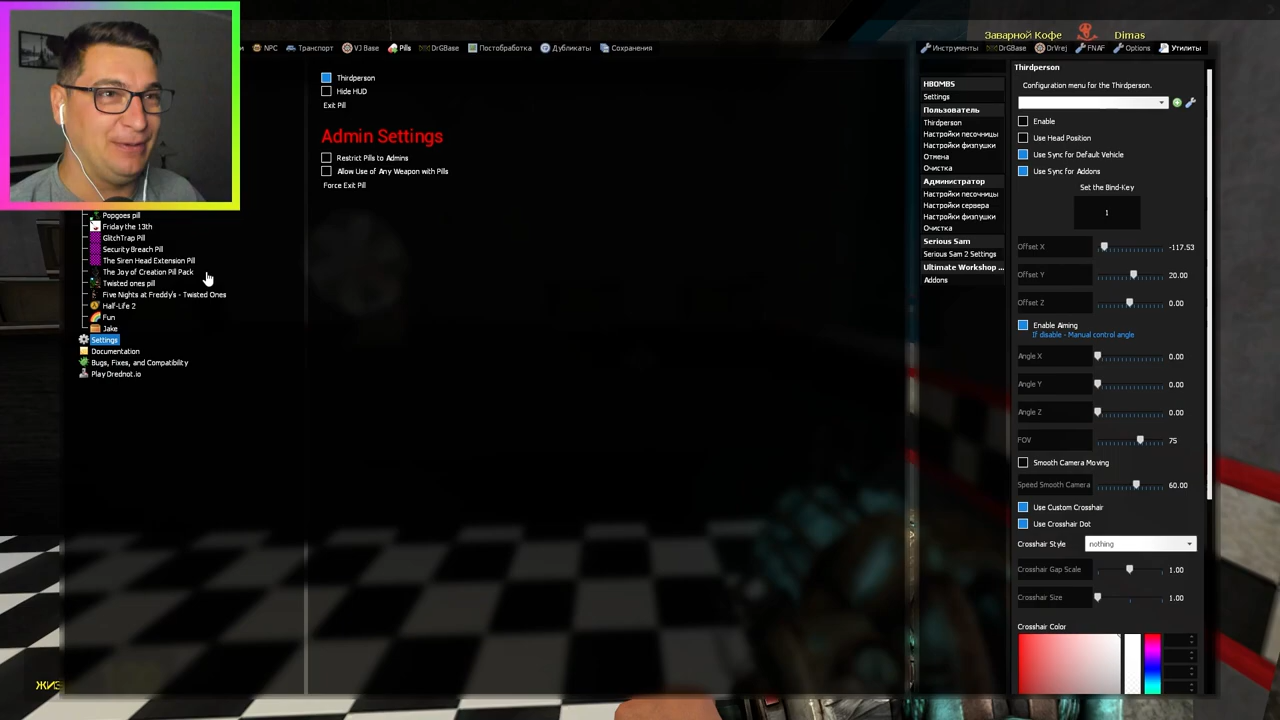 Заварной Кофе Dimas
NPC Транспорт VJ Base Pills DrGBase Постобработка Дубликаты Сохранения
Инструменты DrGBase DrVrej FNAF Options Утилиты
Thirdperson
Hide HUD
Exit Pill
Admin Settings
Restrict Pills to Admins
Allow Use of Any Weapon with Pills
Force Exit Pill
Popgoes pill
Friday the 13th
GlitchTrap Pill
Security Breach Pill
The Siren Head Extension Pill
The Joy of Creation Pill Pack
Twisted ones pill
Five Nights at Freddy's - Twisted Ones
Half-Life 2
Fun
Jake
Settings
Documentation
Bugs, Fixes, and Compatibility
Play Drednot.io
HBOMBS
Settings
Пользователь
Thirdperson
Настройки песочницы
Настройки физпушки
Отмена
Очистка
Администратор
Настройки песочницы
Настройки сервера
Настройки физпушки
Очистка
Serious Sam
Serious Sam 2 Settings
Ultimate Workshop ...
Addons
Thirdperson
Configuration menu for the Thirdperson.
Enable
Use Head Position
Use Sync for Default Vehicle
Use Sync for Addons
Set the Bind-Key
1
Offset X -117.53
Offset Y 20.00
Offset Z 0.00
Enable Aiming
If disable - Manual control angle
Angle X 0.00
Angle Y 0.00
Angle Z 0.00
FOV 75
Smooth Camera Moving
Speed Smooth Camera 60.00
Use Custom Crosshair
Use Crosshair Dot
Crosshair Style nothing
Crosshair Gap Scale 1.00
Crosshair Size 1.00
Crosshair Color